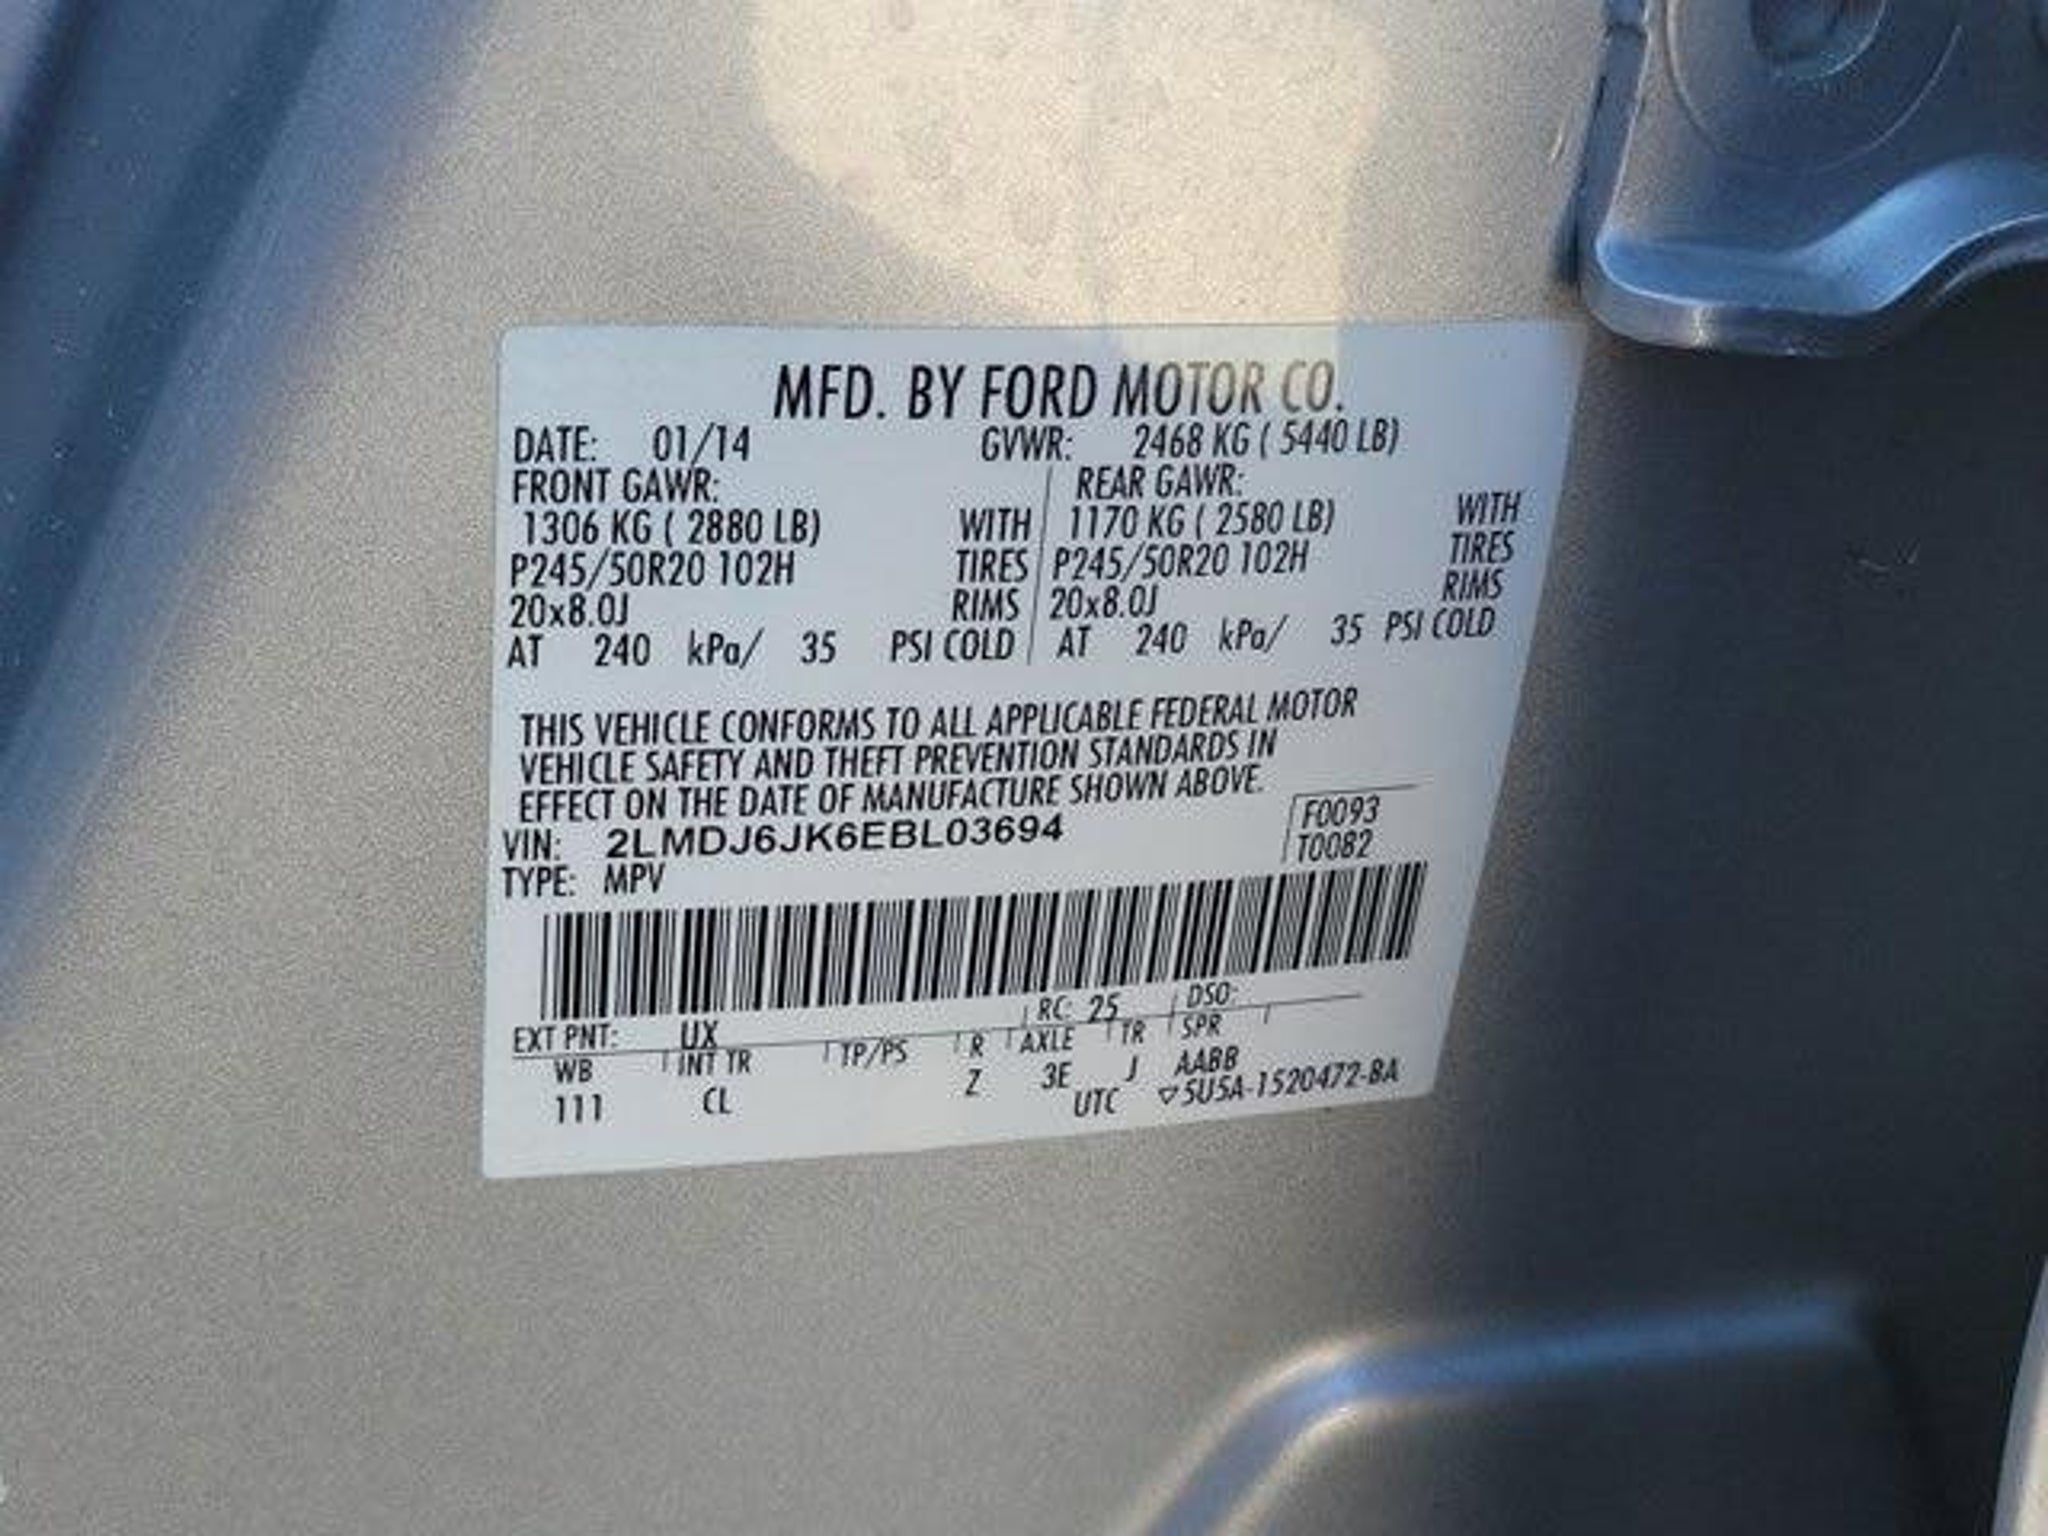 MFD. BY FORD MOTOR CO.
DATE: 01/14 GVWR: 2468 KG ( 5440 LB)
FRONT GAWR: REAR GAWR:
1306 KG ( 2880 LB) WITH 1170 KG ( 2580 LB) WITH
P245/50R20 102H TIRES P245/50R20 102H TIRES
20x8.0J RIMS 20x8.0J RIMS
AT 240 kPa/ 35 PSI COLD AT 240 kPa/ 35 PSI COLD
THIS VEHICLE CONFORMS TO ALL APPLICABLE FEDERAL MOTOR
VEHICLE SAFETY AND THEFT PREVENTION STANDARDS IN
EFFECT ON THE DATE OF MANUFACTURE SHOWN ABOVE.
VIN: 2LMDJ6JK6EBL03694 F0093
TYPE: MPV T0082
EXT PNT: UX RC: 25 DSO:
WB INT TR TP/PS R AXLE TR SPR
111 CL Z 3E J AABB
UTC ▽5U5A-1520472-BA